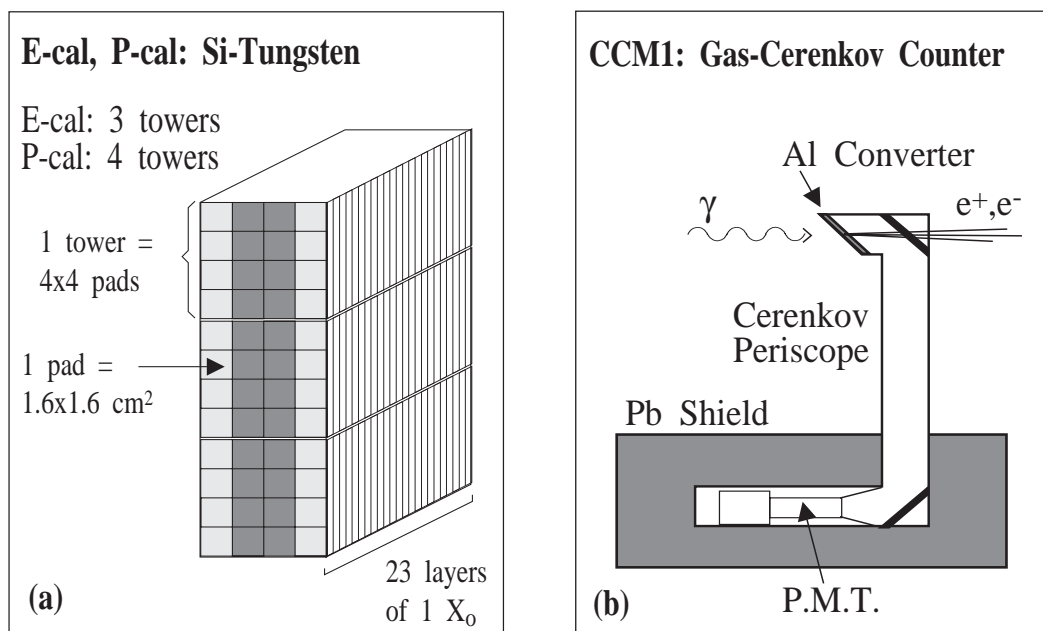 E-cal, P-cal: Si-Tungsten
E-cal: 3 towers
P-cal: 4 towers
1 tower =
4x4 pads
1 pad =
1.6x1.6 cm²
23 layers
of 1 Xₒ
(a)
CCM1: Gas-Cerenkov Counter
Al Converter
γ
e⁺,e⁻
Cerenkov
Periscope
Pb Shield
P.M.T.
(b)